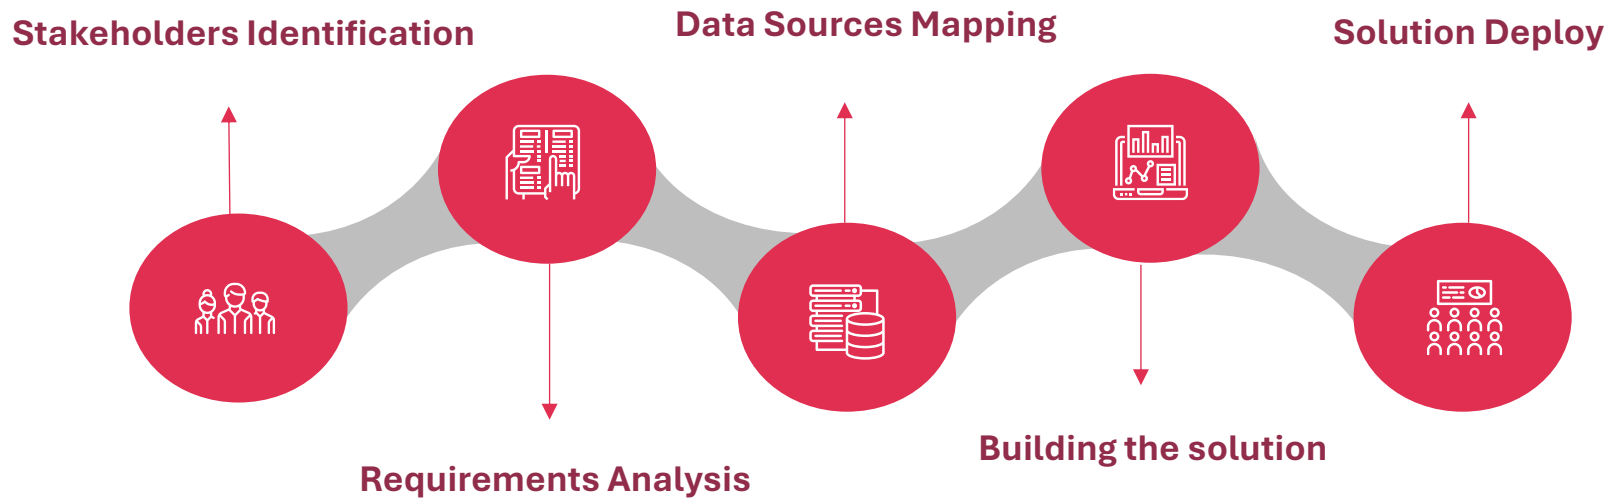 Stakeholders Identification
Requirements Analysis
Data Sources Mapping
Building the solution
Solution Deploy